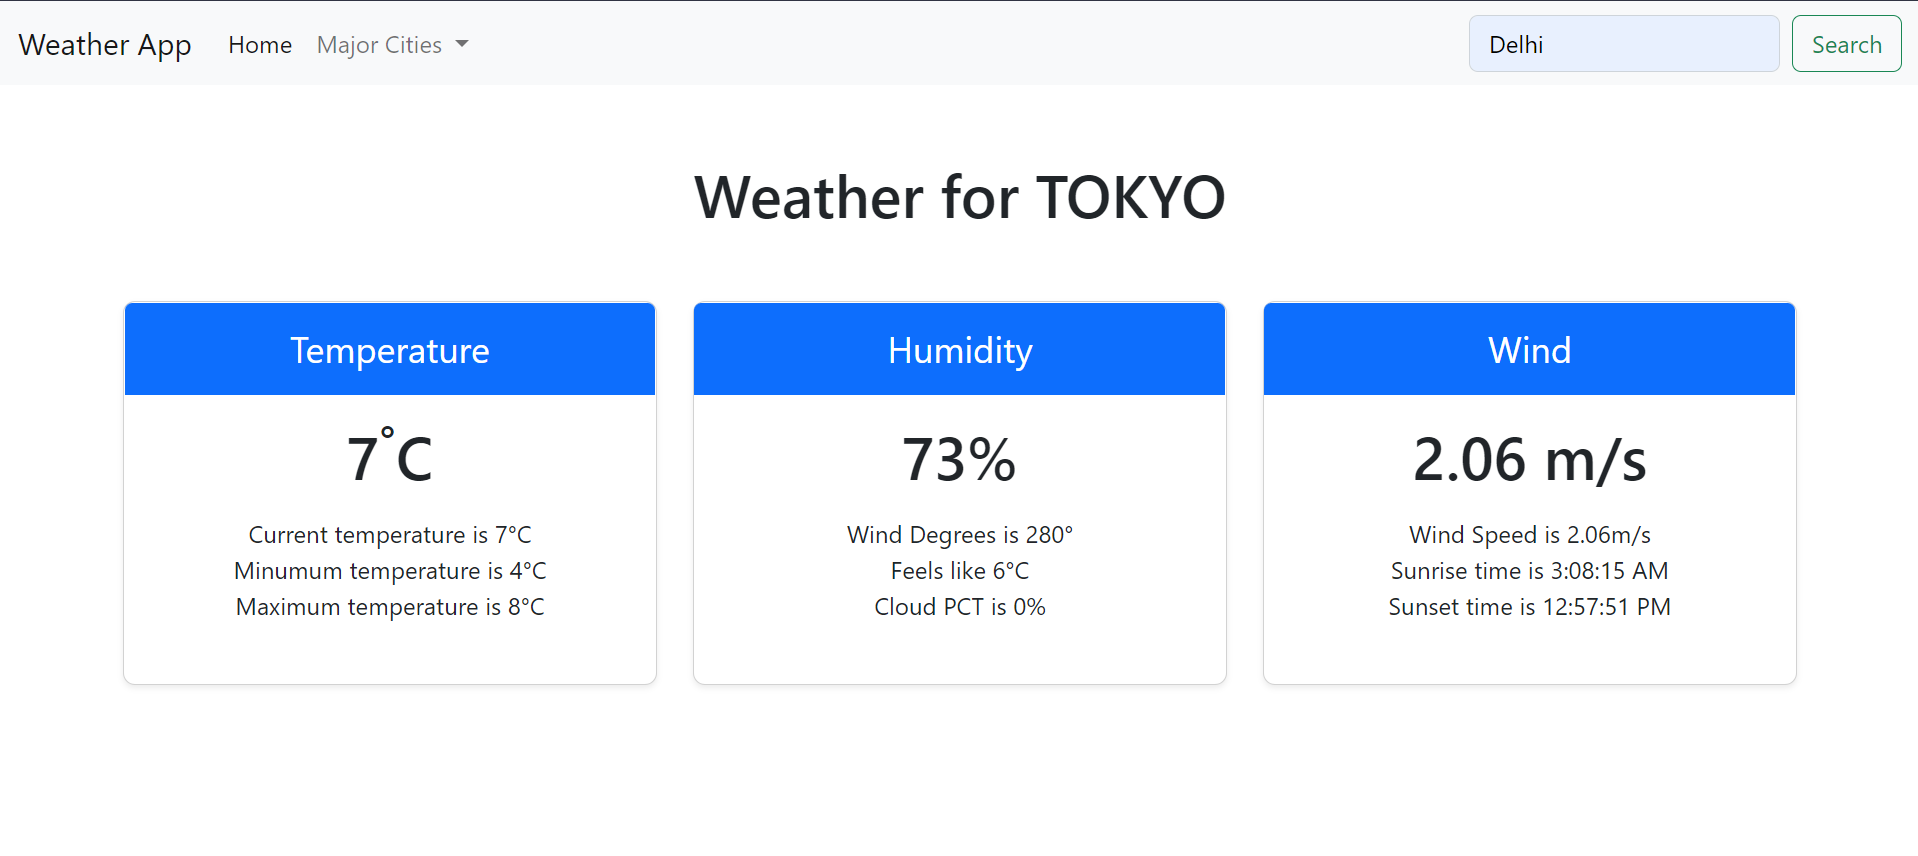 Weather App Home Major Cities Delhi Search
Weather for TOKYO
Temperature
7°C
Current temperature is 7°C
Minumum temperature is 4°C
Maximum temperature is 8°C
Humidity
73%
Wind Degrees is 280°
Feels like 6°C
Cloud PCT is 0%
Wind
2.06 m/s
Wind Speed is 2.06m/s
Sunrise time is 3:08:15 AM
Sunset time is 12:57:51 PM